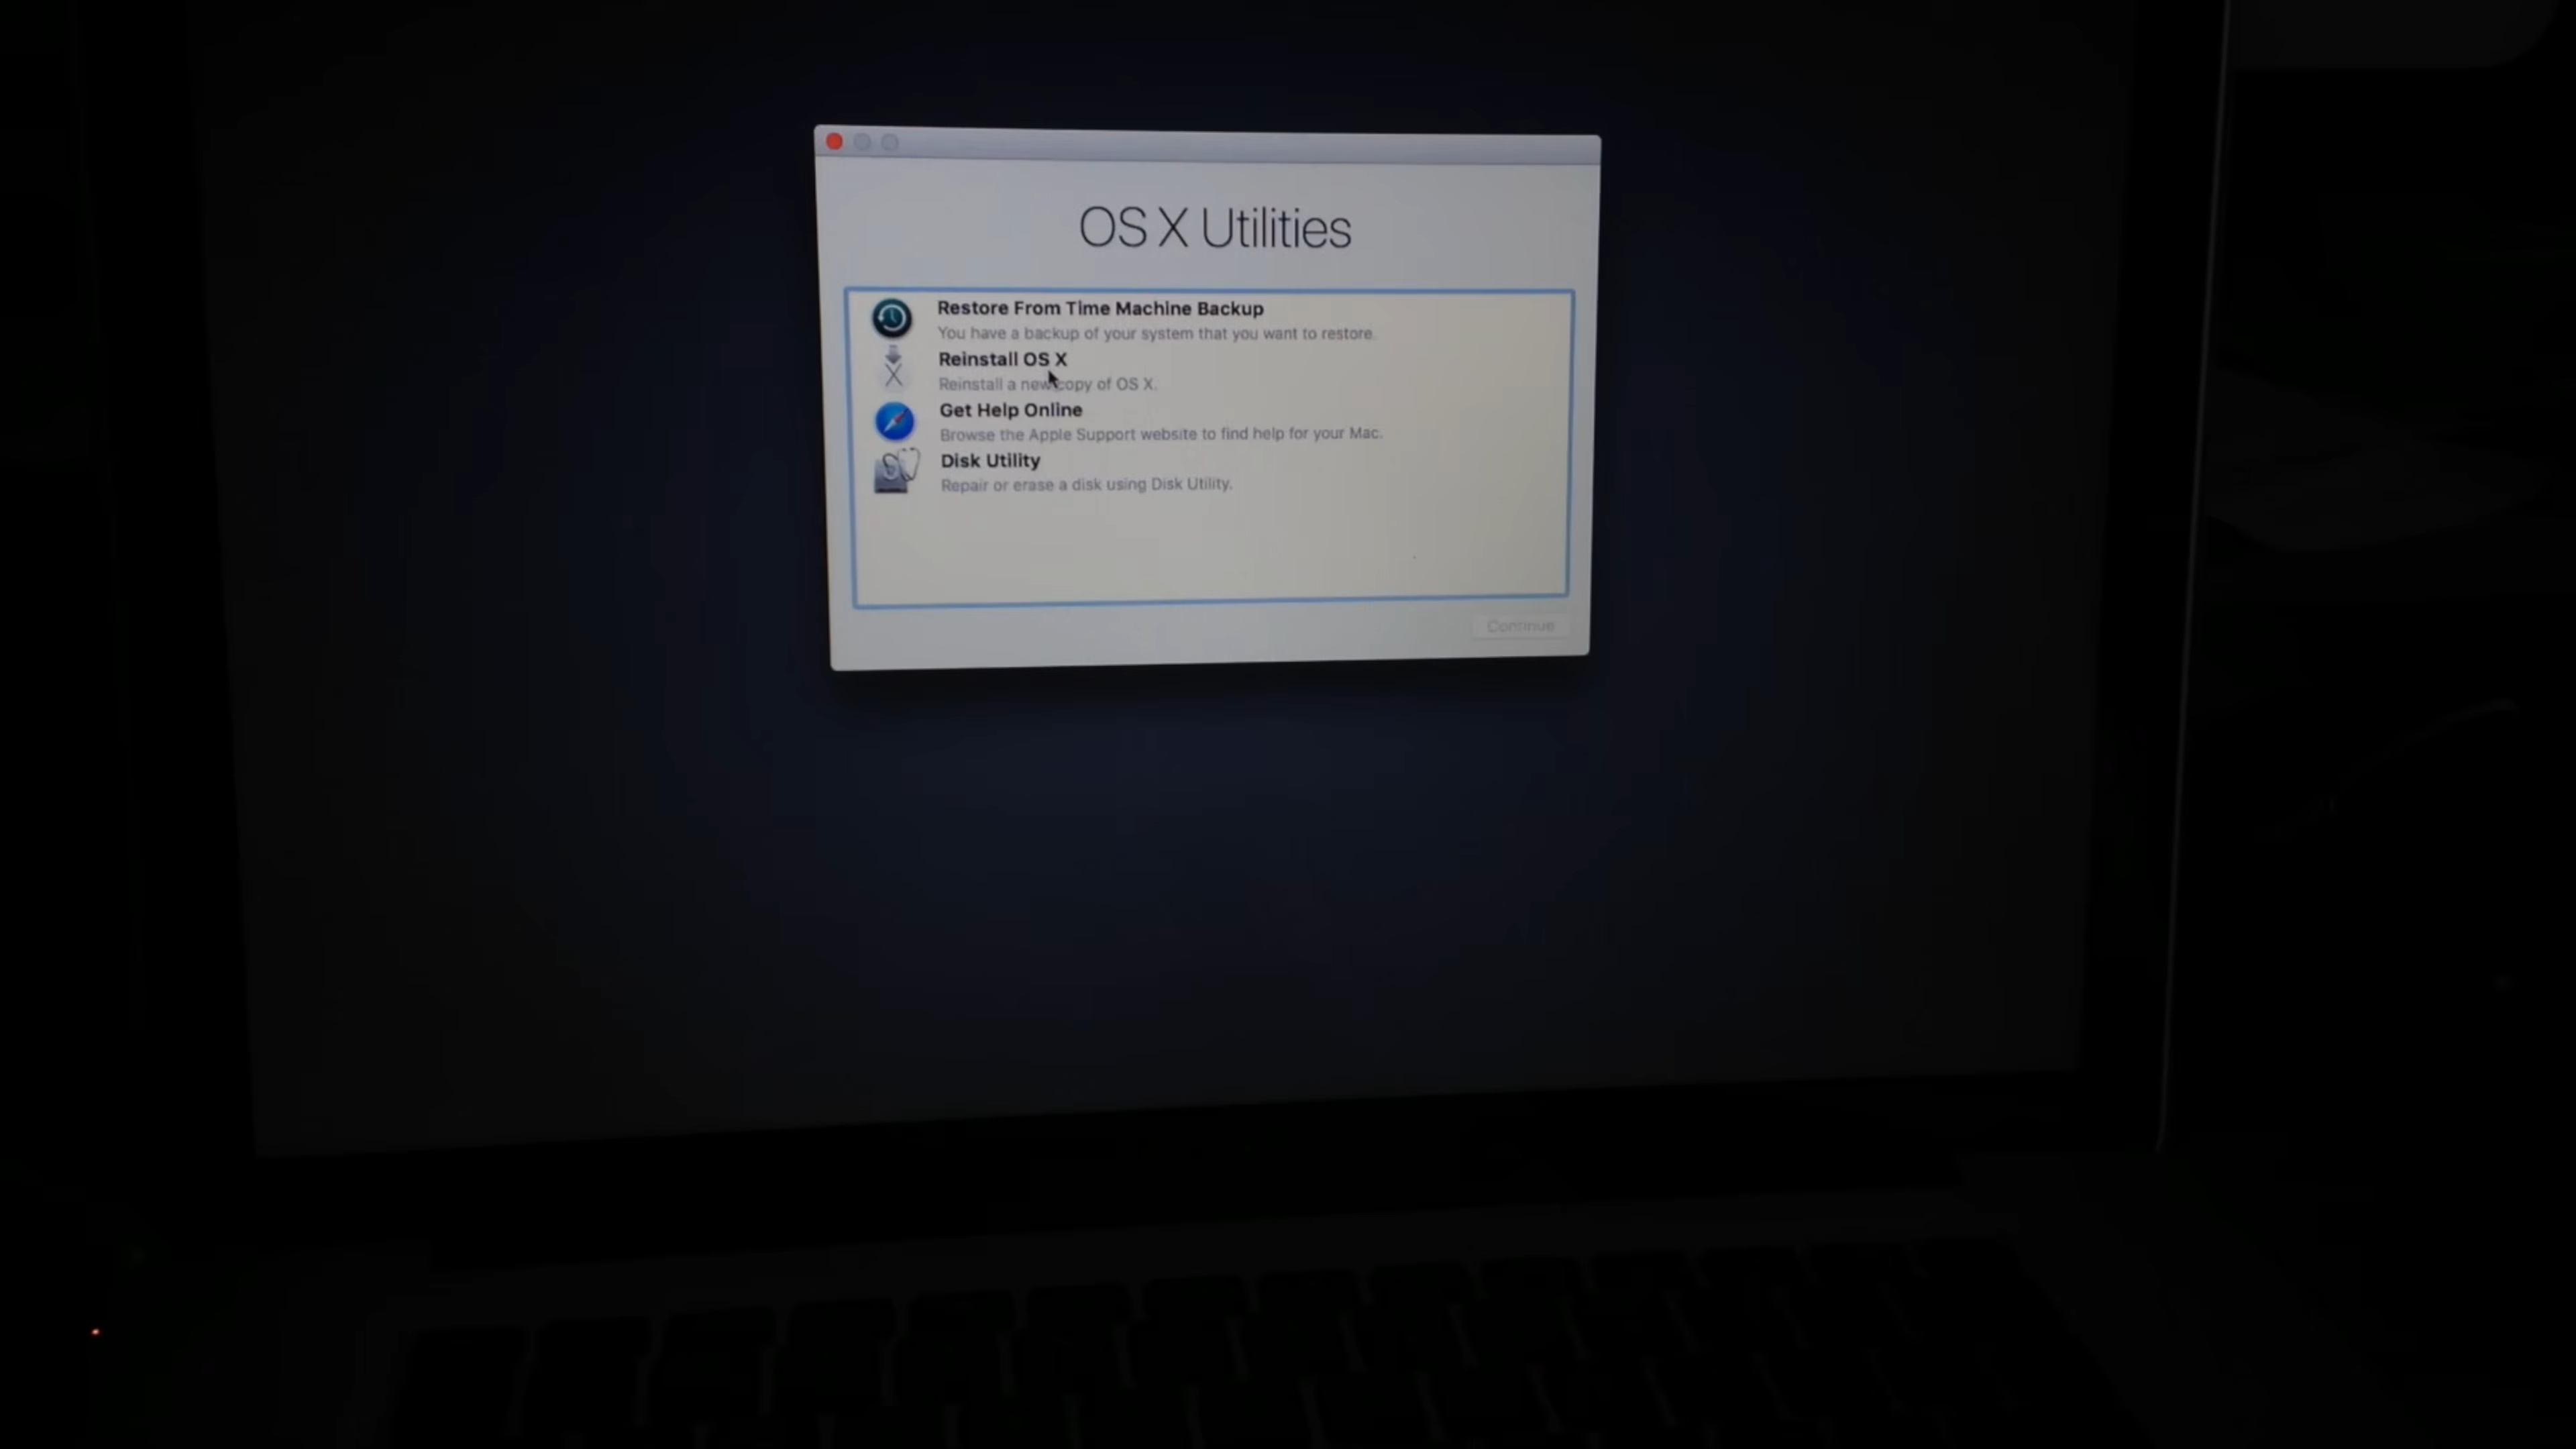 OS X Utilities
Restore From Time Machine Backup
You have a backup of your system that you want to restore.
Reinstall OS X
Reinstall a new copy of OS X.
Get Help Online
Browse the Apple Support website to find help for your Mac.
Disk Utility
Repair or erase a disk using Disk Utility.
Continue